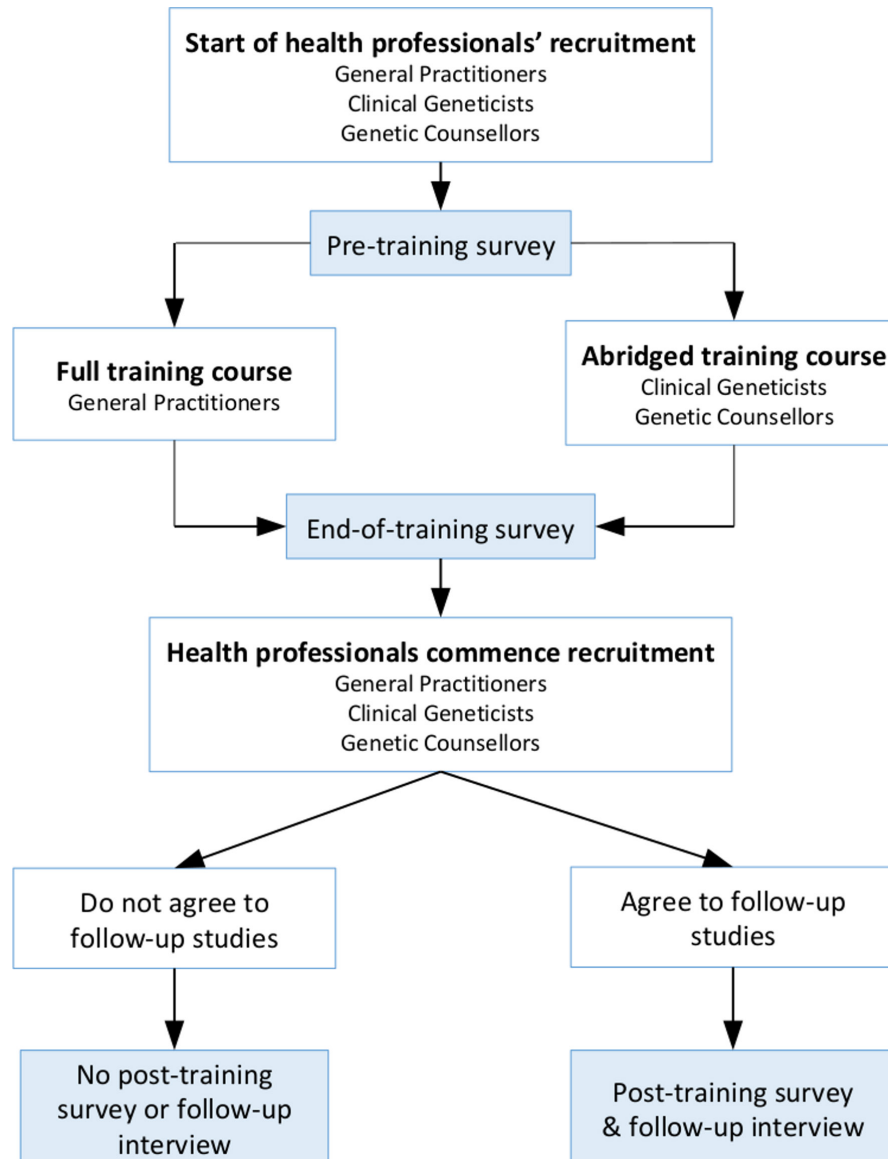 Start of health professionals’ recruitment
General Practitioners
Clinical Geneticists
Genetic Counsellors
Pre-training survey
Full training course
General Practitioners
Abridged training course
Clinical Geneticists
Genetic Counsellors
End-of-training survey
Health professionals commence recruitment
General Practitioners
Clinical Geneticists
Genetic Counsellors
Do not agree to
follow-up studies
Agree to follow-up
studies
No post-training
survey or follow-up
interview
Post-training survey
& follow-up interview